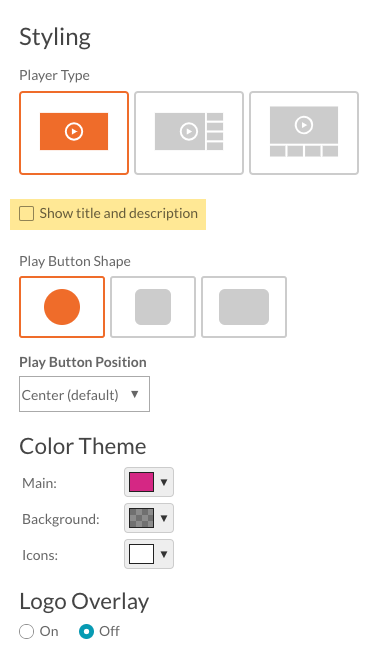 Styling
Player Type
Show title and description
Play Button Shape
Play Button Position
Center (default)
Color Theme
Main:
Background:
Icons:
Logo Overlay
On Off